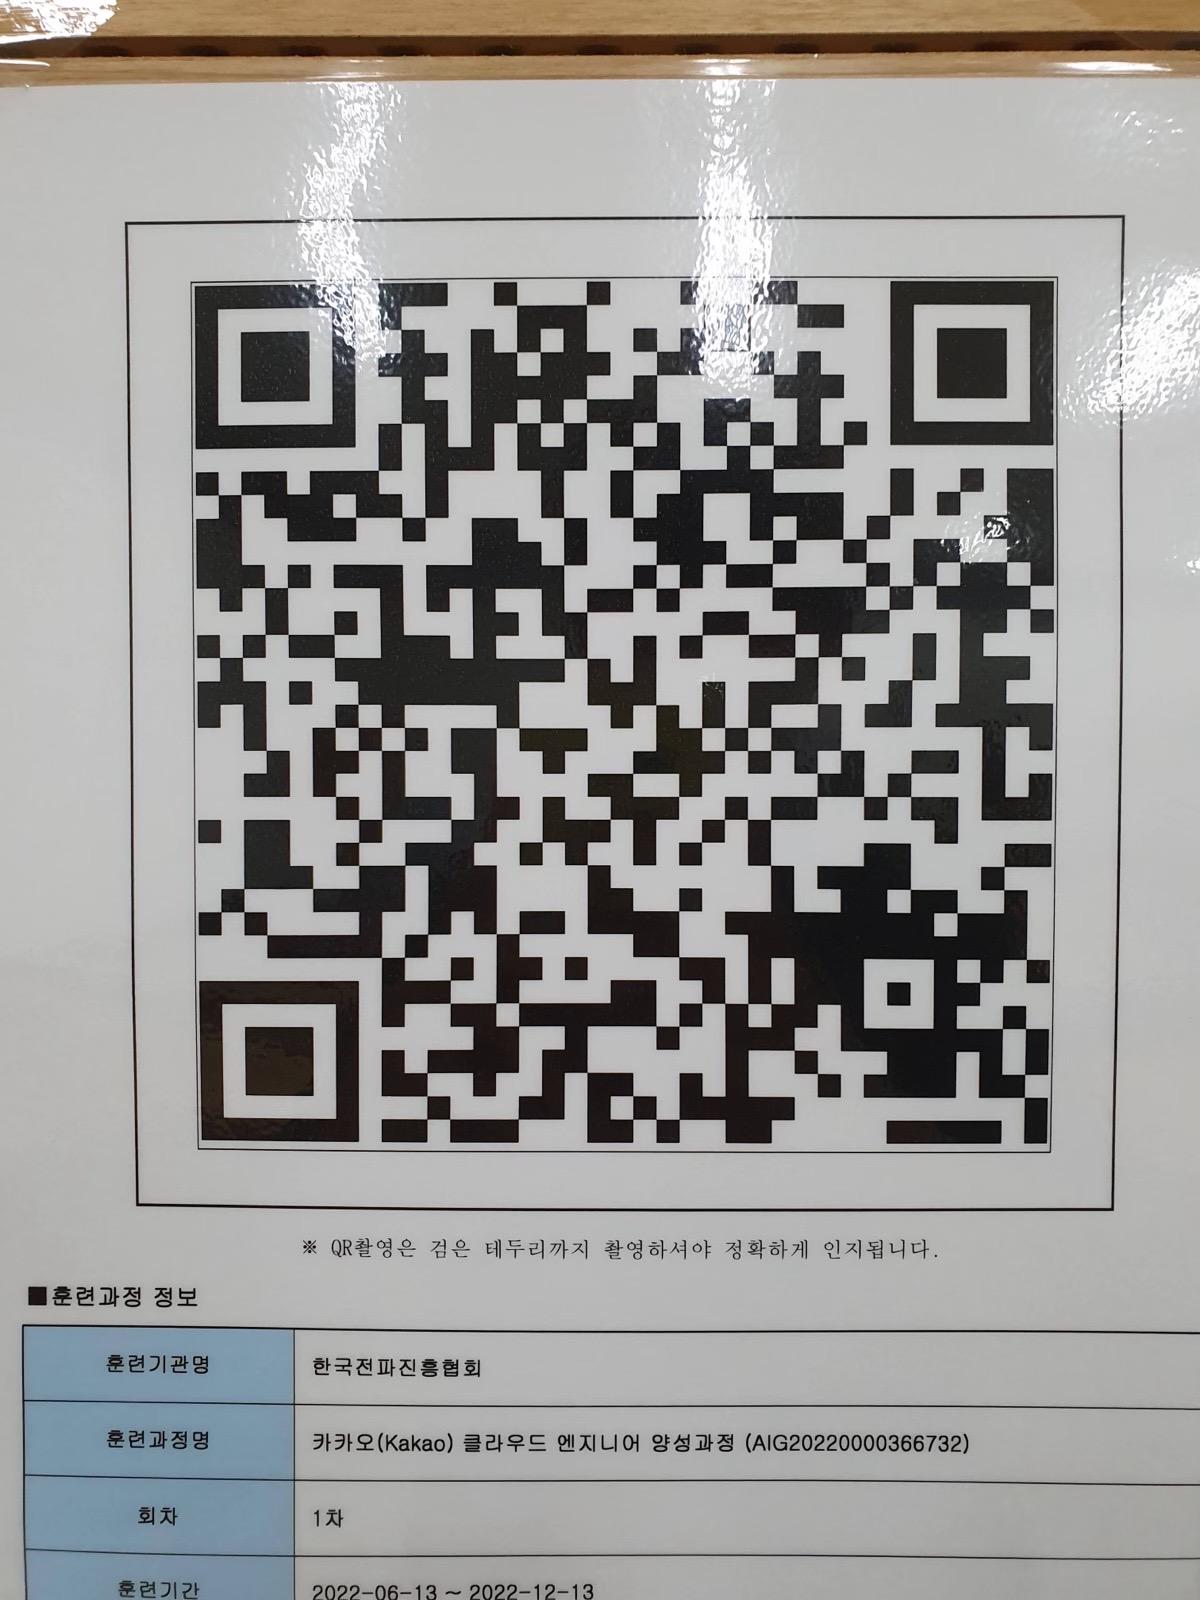 ※ QR촬영은 검은 테두리까지 촬영하셔야 정확하게 인지됩니다.
■훈련과정 정보
훈련기관명 한국전파진흥협회
훈련과정명 카카오(Kakao) 클라우드 엔지니어 양성과정 (AIG20220000366732)
회차 1차
훈련기간 2022-06-13 ~ 2022-12-13